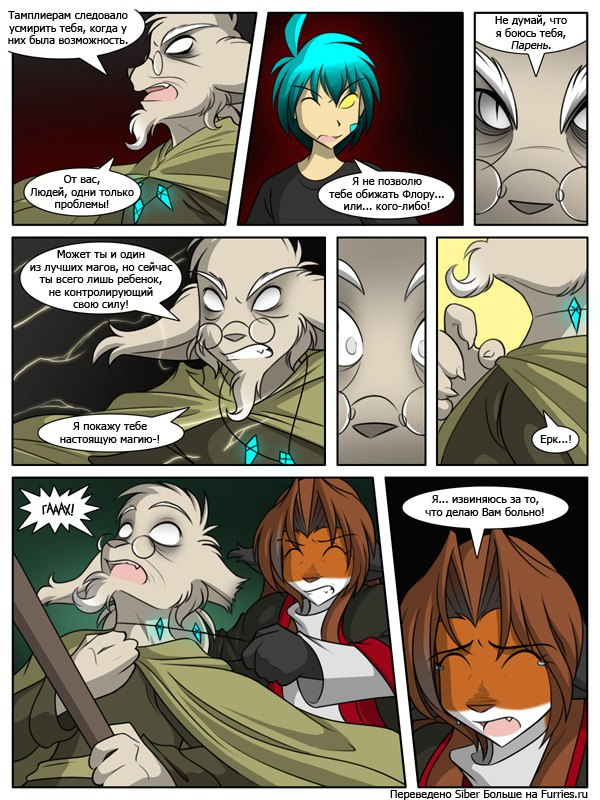 Тамплиерам следовало
усмирить тебя, когда у
них была возможность.
От вас,
Людей, одни только
проблемы!
Я не позволю
тебе обижать Флору...
или... кого-либо!
Не думай, что
я боюсь тебя,
Парень.
Может ты и один
из лучших магов, но сейчас
ты всего лишь ребенок,
не контролирующий
свою силу!
Я покажу тебе
настоящую магию-!
Ерк...!
ГАААХ!
Я... извиняюсь за то,
что делаю Вам больно!
Переведено Siber Больше на Furries.ru